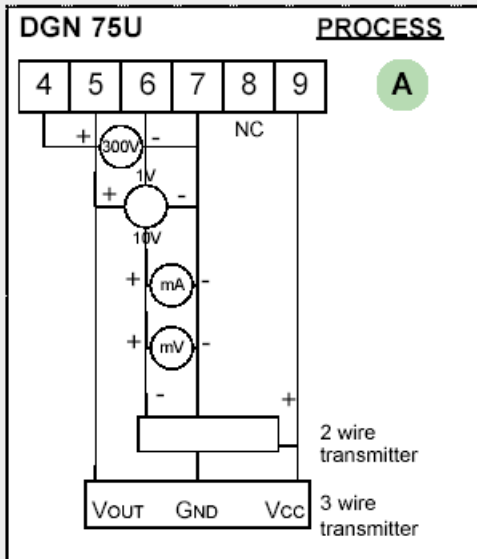 DGN 75U PROCESS
4 5 6 7 8 9 A
NC
+ 300V -
1V
+ -
10V
+ mA -
+ mV -
- +
2 wire
transmitter
VOUT GND VCC 3 wire
transmitter